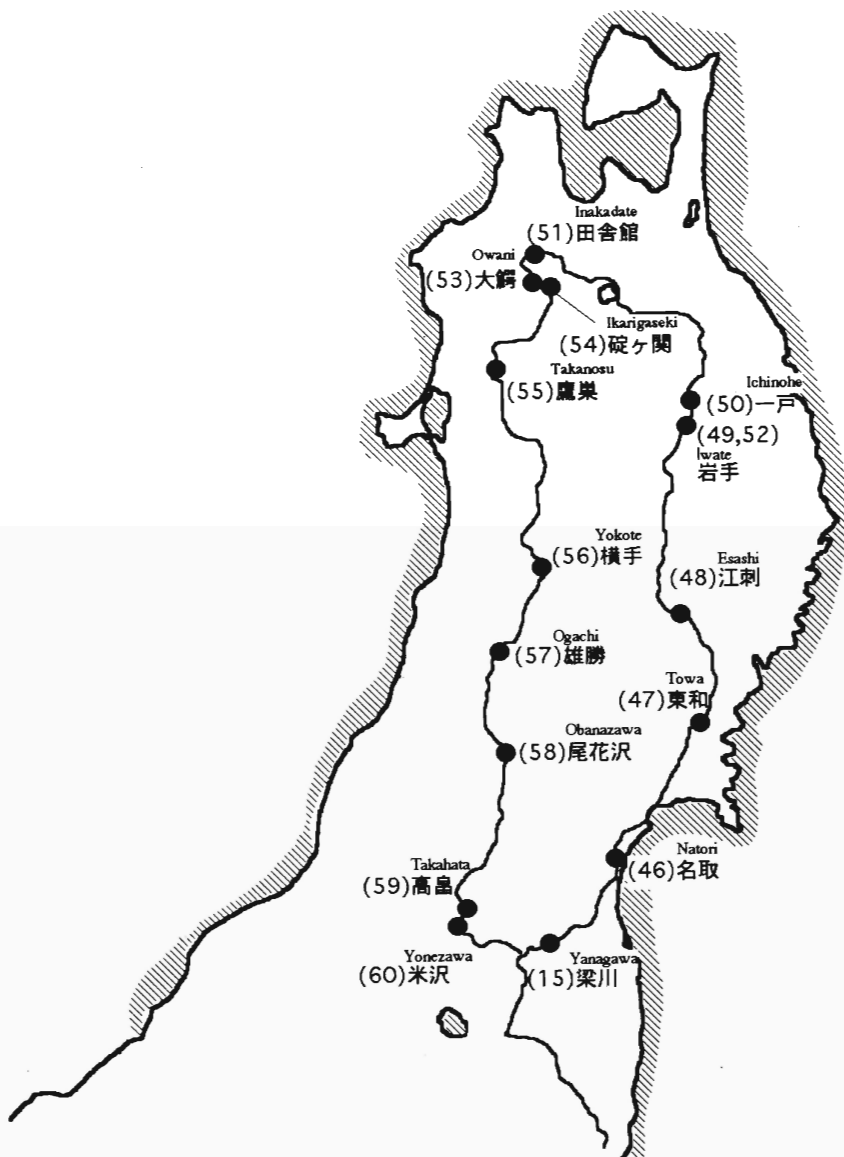 Inakadate
(51)田舎館
Owani
(53)大鰐
Ikarigaseki
(54)碇ヶ関
Takanosu
(55)鷹巣
Ichinohe
(50)一戸
(49,52)
Iwate
岩手
Yokote
(56)横手
Esashi
(48)江刺
Ogachi
(57)雄勝
Towa
(47)東和
Obanazawa
(58)尾花沢
Natori
(46)名取
Takahata
(59)高畠
Yonezawa
(60)米沢
Yanagawa
(15)梁川